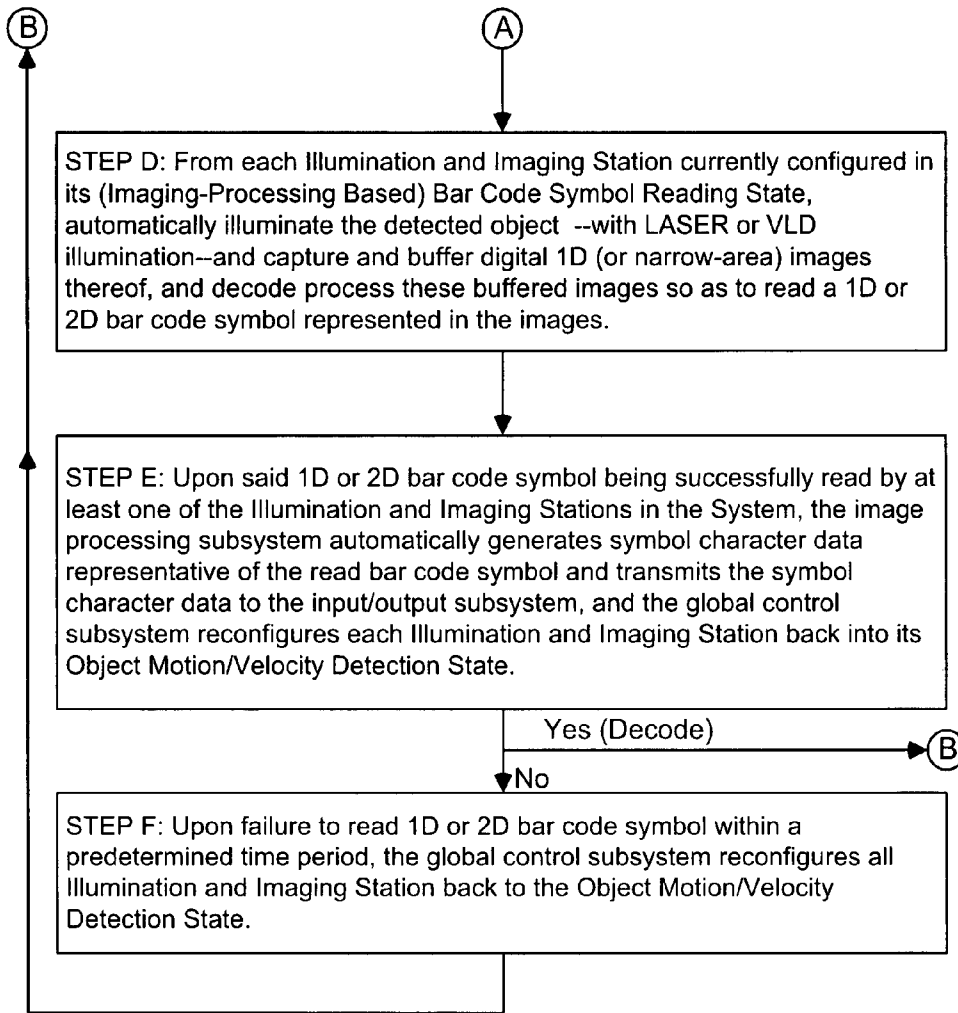 B
A
STEP D: From each Illumination and Imaging Station currently configured in
its (Imaging-Processing Based) Bar Code Symbol Reading State,
automatically illuminate the detected object --with LASER or VLD
illumination--and capture and buffer digital 1D (or narrow-area) images
thereof, and decode process these buffered images so as to read a 1D or
2D bar code symbol represented in the images.
STEP E: Upon said 1D or 2D bar code symbol being successfully read by at
least one of the Illumination and Imaging Stations in the System, the image
processing subsystem automatically generates symbol character data
representative of the read bar code symbol and transmits the symbol
character data to the input/output subsystem, and the global control
subsystem reconfigures each Illumination and Imaging Station back into its
Object Motion/Velocity Detection State.
Yes (Decode)
B
No
STEP F: Upon failure to read 1D or 2D bar code symbol within a
predetermined time period, the global control subsystem reconfigures all
Illumination and Imaging Station back to the Object Motion/Velocity
Detection State.